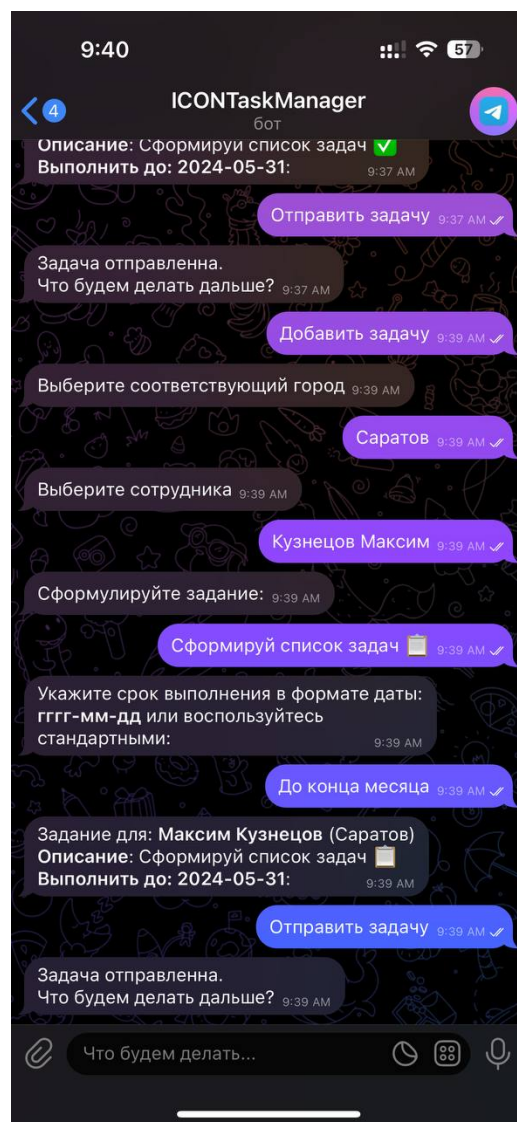 9:40
57
4
ICONTaskManager
бот
Описание: Сформируй список задач ✅
Выполнить до: 2024-05-31:
9:37 AM
Отправить задачу 9:37 AM
Задача отправленна.
Что будем делать дальше? 9:37 AM
Добавить задачу 9:39 AM
Выберите соответствующий город 9:39 AM
Саратов 9:39 AM
Выберите сотрудника 9:39 AM
Кузнецов Максим 9:39 AM
Сформулируйте задание: 9:39 AM
Сформируй список задач 📋 9:39 AM
Укажите срок выполнения в формате даты:
гггг-мм-дд или воспользуйтесь
стандартными: 9:39 AM
До конца месяца 9:39 AM
Задание для: Максим Кузнецов (Саратов)
Описание: Сформируй список задач 📋
Выполнить до: 2024-05-31: 9:39 AM
Отправить задачу 9:39 AM
Задача отправленна.
Что будем делать дальше? 9:39 AM
Что будем делать...